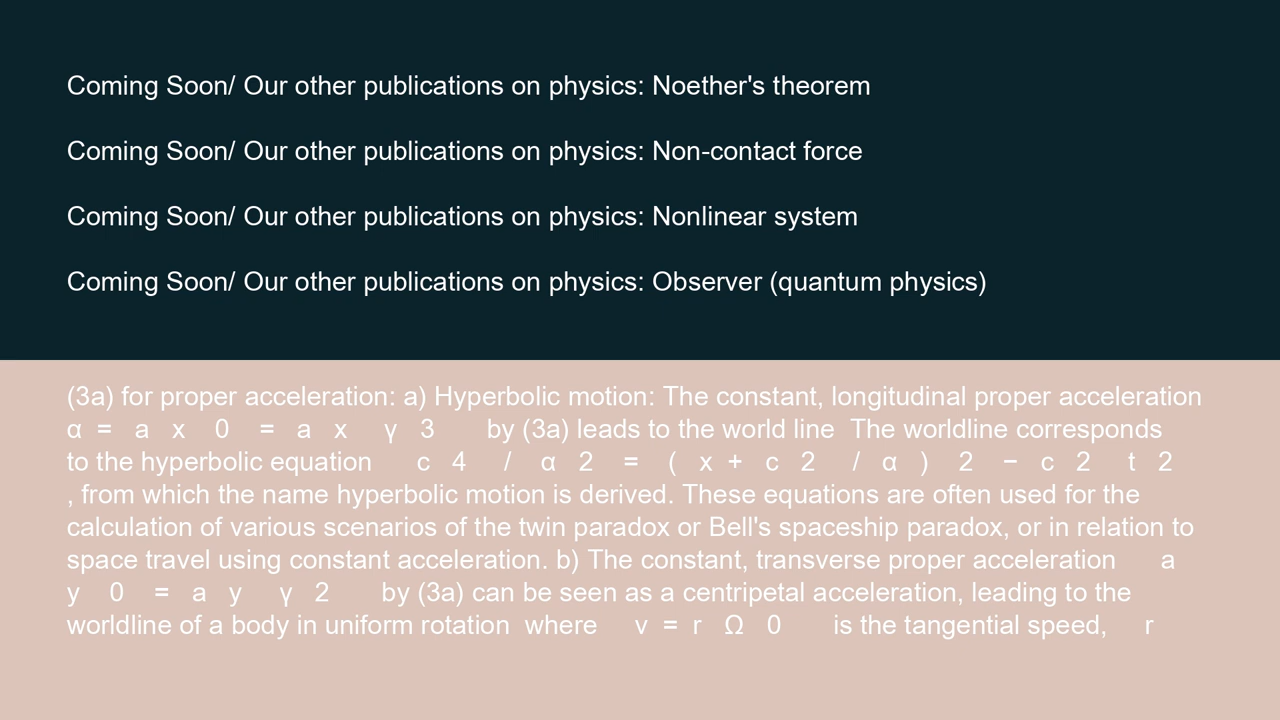 Coming Soon/ Our other publications on physics: Noether's theorem
Coming Soon/ Our other publications on physics: Non-contact force
Coming Soon/ Our other publications on physics: Nonlinear system
Coming Soon/ Our other publications on physics: Observer (quantum physics)
(3a) for proper acceleration: a) Hyperbolic motion: The constant, longitudinal proper acceleration
α = a x 0 = a x γ 3 by (3a) leads to the world line The worldline corresponds
to the hyperbolic equation c 4 / α 2 = ( x + c 2 / α ) 2 − c 2 t 2
, from which the name hyperbolic motion is derived. These equations are often used for the
calculation of various scenarios of the twin paradox or Bell's spaceship paradox, or in relation to
space travel using constant acceleration. b) The constant, transverse proper acceleration a
y 0 = a y γ 2 by (3a) can be seen as a centripetal acceleration, leading to the
worldline of a body in uniform rotation where v = r Ω 0 is the tangential speed, r